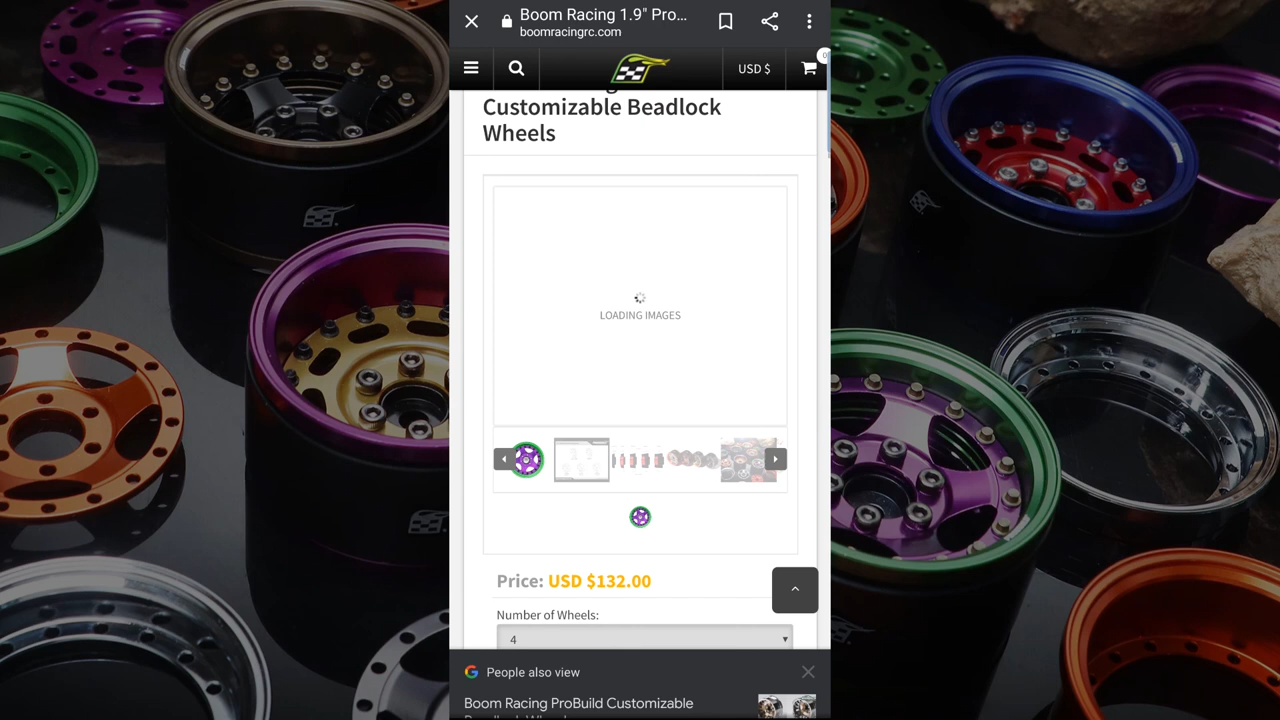 Boom Racing 1.9" Pro...
boomracingrc.com
USD $
Customizable Beadlock
Wheels
LOADING IMAGES
Price: USD $132.00
Number of Wheels:
4
People also view
Boom Racing ProBuild Customizable